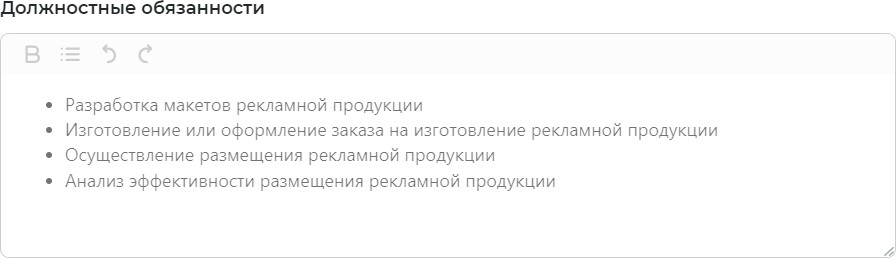 Должностные обязанности
B
• Разработка макетов рекламной продукции
• Изготовление или оформление заказа на изготовление рекламной продукции
• Осуществление размещения рекламной продукции
• Анализ эффективности размещения рекламной продукции